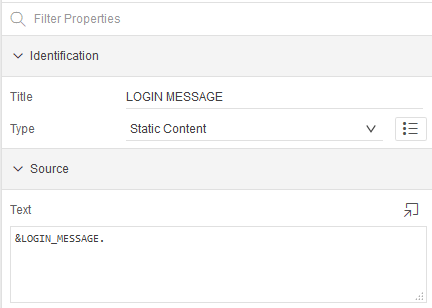 Filter Properties
Identification
Title LOGIN MESSAGE
Type Static Content
Source
Text
&LOGIN_MESSAGE.